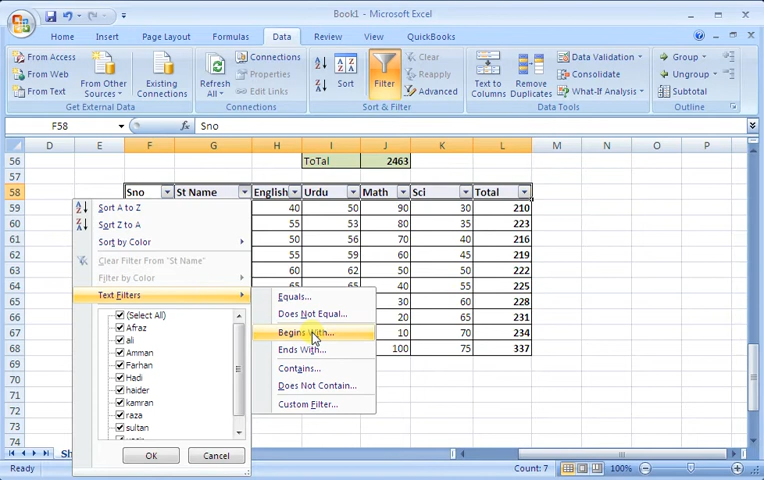 Book1 - Microsoft Excel
Home Insert Page Layout Formulas Data Review View QuickBooks
From Access
From Web
From Text
From Other Sources
Existing Connections
Get External Data
Refresh All
Connections
Properties
Edit Links
Connections
Sort
Filter
Clear
Reapply
Advanced
Sort & Filter
Text to Columns
Remove Duplicates
Data Validation
Consolidate
What-If Analysis
Data Tools
Group
Ungroup
Subtotal
Outline
F58 fx Sno
D E F G H I J K L O P Q
56 ToTal 2463
57
58 Sno St Name English Urdu Math Sci Total
59 40 50 90 30 210
60 55 53 80 35 223
61 50 56 70 40 216
62 55 59 60 45 219
63 60 62 50 50 222
64 65 65 40 55 225
65 30 60 228
66 20 65 231
67 10 70 234
68 100 75 337
69
70
71
72
73
74
Sort A to Z
Sort Z to A
Sort by Color
Clear Filter From "St Name"
Filter by Color
Text Filters
(Select All)
Afraz
ali
Amman
Farhan
Hadi
haider
kamran
raza
sultan
OK Cancel
Equals...
Does Not Equal...
Begins With...
Ends With...
Contains...
Does Not Contain...
Custom Filter...
Sh
Ready Count: 7 100%